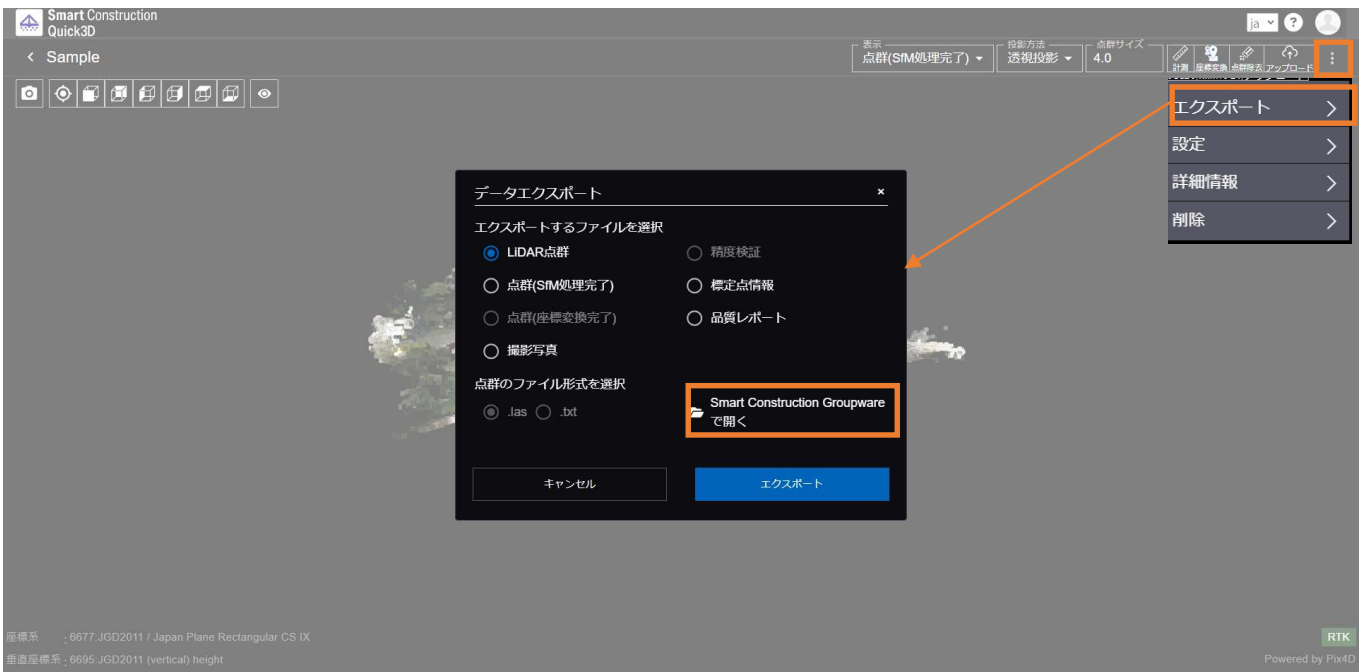 Smart Construction
Quick3D
ja
?
Sample
表示
点群(SfM処理完了)
投影方法
透視投影
点群サイズ
4.0
計測
座標変換
点群除去
アップロード
エクスポート
設定
詳細情報
削除
データエクスポート
エクスポートするファイルを選択
LiDAR点群
精度検証
点群(SfM処理完了)
標定点情報
点群(座標変換完了)
品質レポート
撮影写真
点群のファイル形式を選択
.las
.txt
Smart Construction Groupware
で開く
キャンセル
エクスポート
座標系 : 6677:JGD2011 / Japan Plane Rectangular CS IX
垂直座標系 : 6695:JGD2011 (vertical) height
RTK
Powered by Pix4D